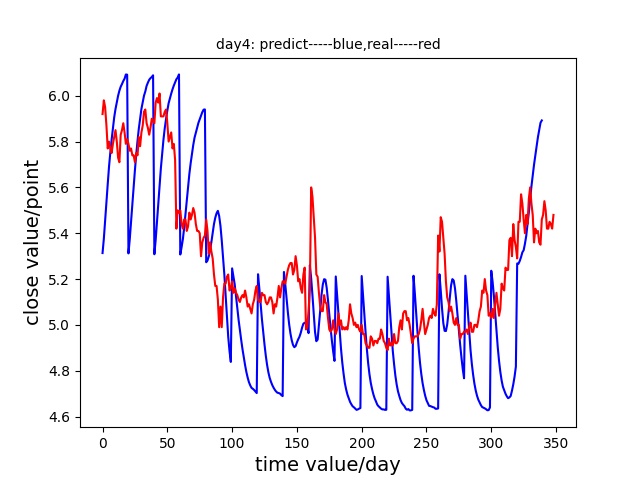 day4: predict-----blue,real-----red
close value/point
6.0
5.8
5.6
5.4
5.2
5.0
4.8
4.6
0 50 100 150 200 250 300 350
time value/day